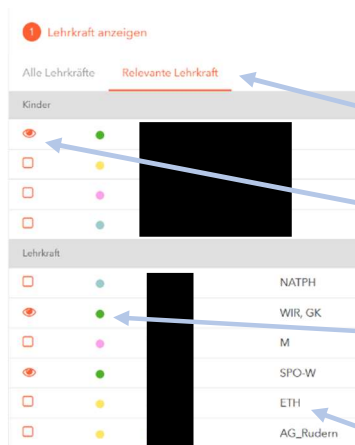 1 Lehrkraft anzeigen
Alle Lehrkräfte Relevante Lehrkraft
Kinder
Lehrkraft
NATPH
WIR, GK
M
SPO-W
ETH
AG_Rudern